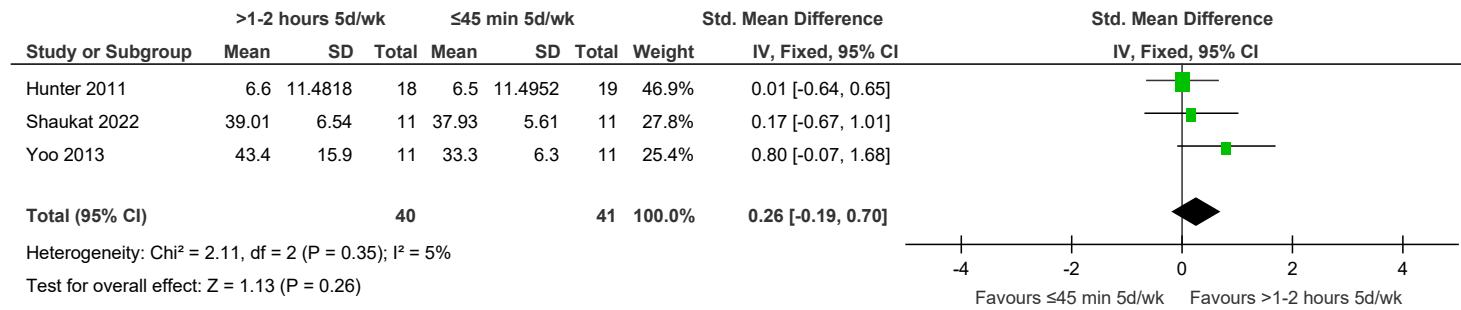 >1-2 hours 5d/wk ≤45 min 5d/wk Std. Mean Difference Std. Mean Difference
Study or Subgroup Mean SD Total Mean SD Total Weight IV, Fixed, 95% CI IV, Fixed, 95% CI
Hunter 2011 6.6 11.4818 18 6.5 11.4952 19 46.9% 0.01 [-0.64, 0.65]
Shaukat 2022 39.01 6.54 11 37.93 5.61 11 27.8% 0.17 [-0.67, 1.01]
Yoo 2013 43.4 15.9 11 33.3 6.3 11 25.4% 0.80 [-0.07, 1.68]
Total (95% CI) 40 41 100.0% 0.26 [-0.19, 0.70]
Heterogeneity: Chi² = 2.11, df = 2 (P = 0.35); I² = 5%
Test for overall effect: Z = 1.13 (P = 0.26)
-4 -2 0 2 4
Favours ≤45 min 5d/wk Favours >1-2 hours 5d/wk